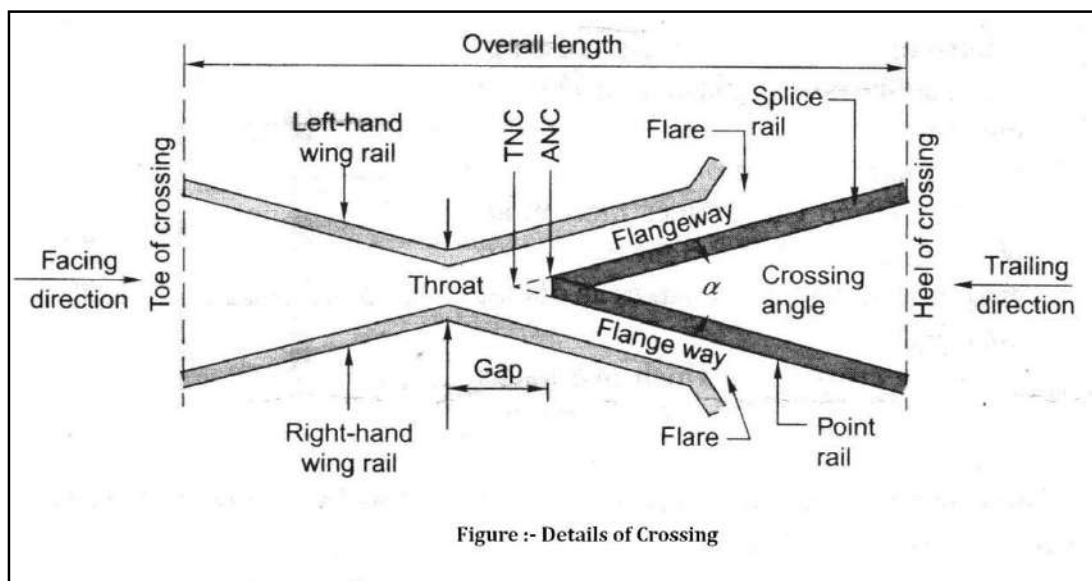 Overall length
Toe of crossing
Left-hand
wing rail
TNC
ANC
Flare
Splice
rail
Heel of crossing
Facing
direction
Throat
Flangeway
α
Crossing
angle
Trailing
direction
Flange way
Gap
Right-hand
wing rail
Flare
Point
rail
Figure :- Details of Crossing